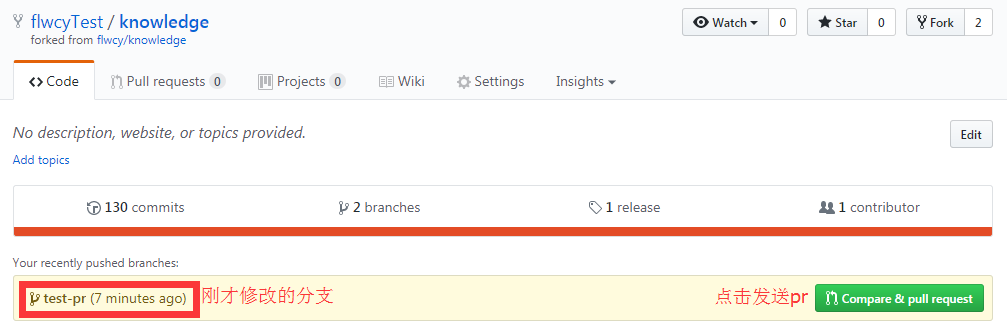 flwcyTest / knowledge
forked from flwcy/knowledge
Watch 0 Star 0 Fork 2
Code Pull requests 0 Projects 0 Wiki Settings Insights
No description, website, or topics provided.
Edit
Add topics
130 commits 2 branches 1 release 1 contributor
Your recently pushed branches:
test-pr (7 minutes ago) 刚才修改的分支 点击发送pr Compare & pull request